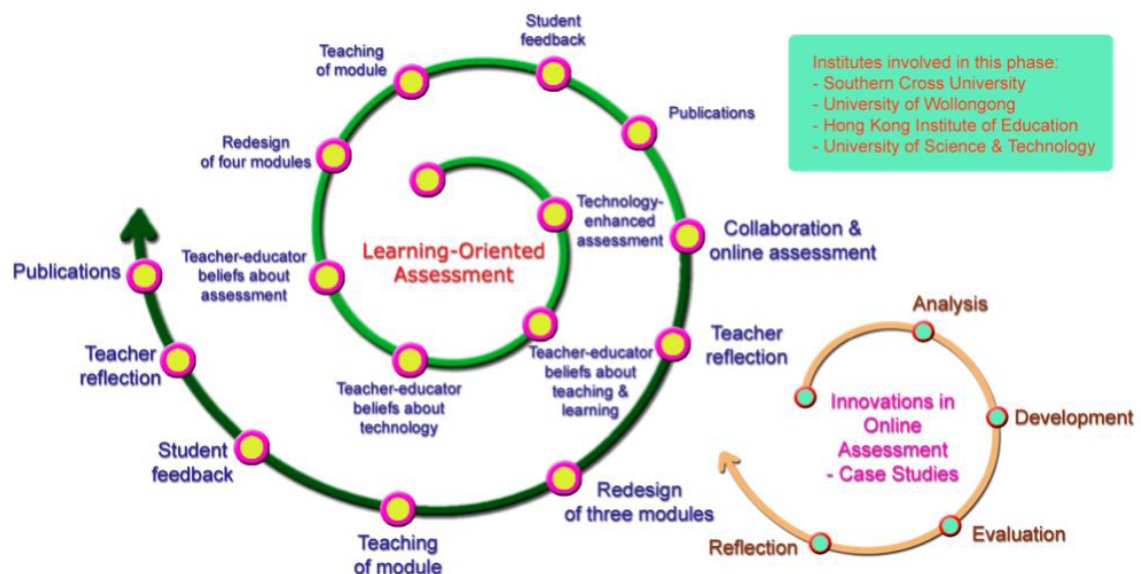 Student
feedback
Teaching
of module
Publications
Redesign
of four modules
Technology-
enhanced
assessment
Learning-Oriented
Assessment
Teacher-educator
beliefs about
assessment
Collaboration &
online assessment
Publications
Teacher
reflection
Teacher-educator
beliefs about
technology
Teacher-educator
beliefs about
teaching &
learning
Teacher
reflection
Student
feedback
Teaching
of module
Redesign
of three modules
Institutes involved in this phase:
- Southern Cross University
- University of Wollongong
- Hong Kong Institute of Education
- University of Science & Technology
Analysis
Innovations in
Online
Assessment
- Case Studies
Development
Evaluation
Reflection